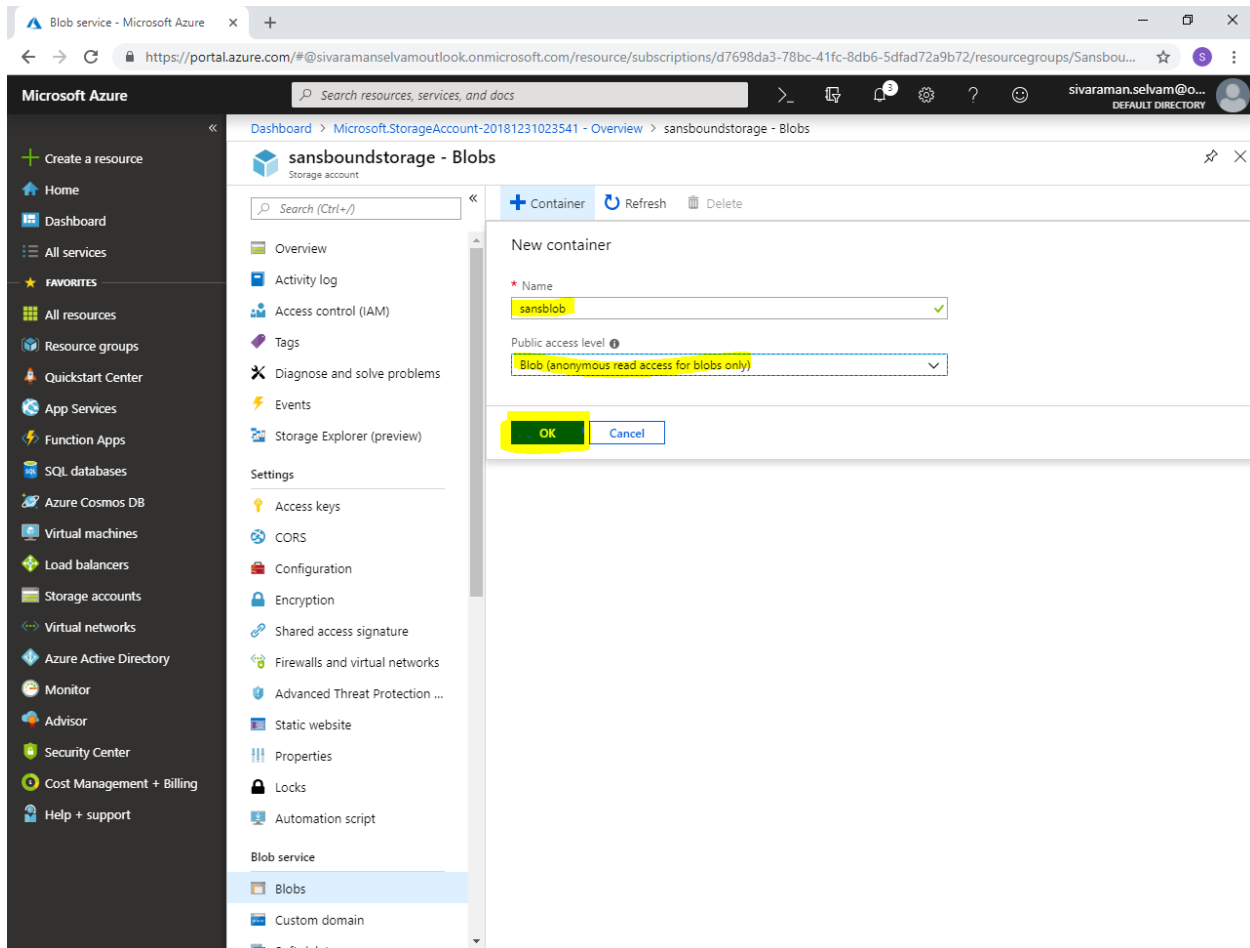 Blob service - Microsoft Azure
https://portal.azure.com/#@sivaramanselvamoutlook.onmicrosoft.com/resource/subscriptions/d7698da3-78bc-41fc-8db6-5dfad72a9b72/resourcegroups/Sansbou...
S
Microsoft Azure
Search resources, services, and docs
3
sivaraman.selvam@o...
DEFAULT DIRECTORY
Create a resource
Home
Dashboard
All services
FAVORITES
All resources
Resource groups
Quickstart Center
App Services
Function Apps
SQL databases
Azure Cosmos DB
Virtual machines
Load balancers
Storage accounts
Virtual networks
Azure Active Directory
Monitor
Advisor
Security Center
Cost Management + Billing
Help + support
Dashboard > Microsoft.StorageAccount-20181231023541 - Overview > sansboundstorage - Blobs
sansboundstorage - Blobs
Storage account
Search (Ctrl+/)
Overview
Activity log
Access control (IAM)
Tags
Diagnose and solve problems
Events
Storage Explorer (preview)
Settings
Access keys
CORS
Configuration
Encryption
Shared access signature
Firewalls and virtual networks
Advanced Threat Protection ...
Static website
Properties
Locks
Automation script
Blob service
Blobs
Custom domain
Container Refresh Delete
New container
* Name
sansblob
Public access level
Blob (anonymous read access for blobs only)
OK Cancel